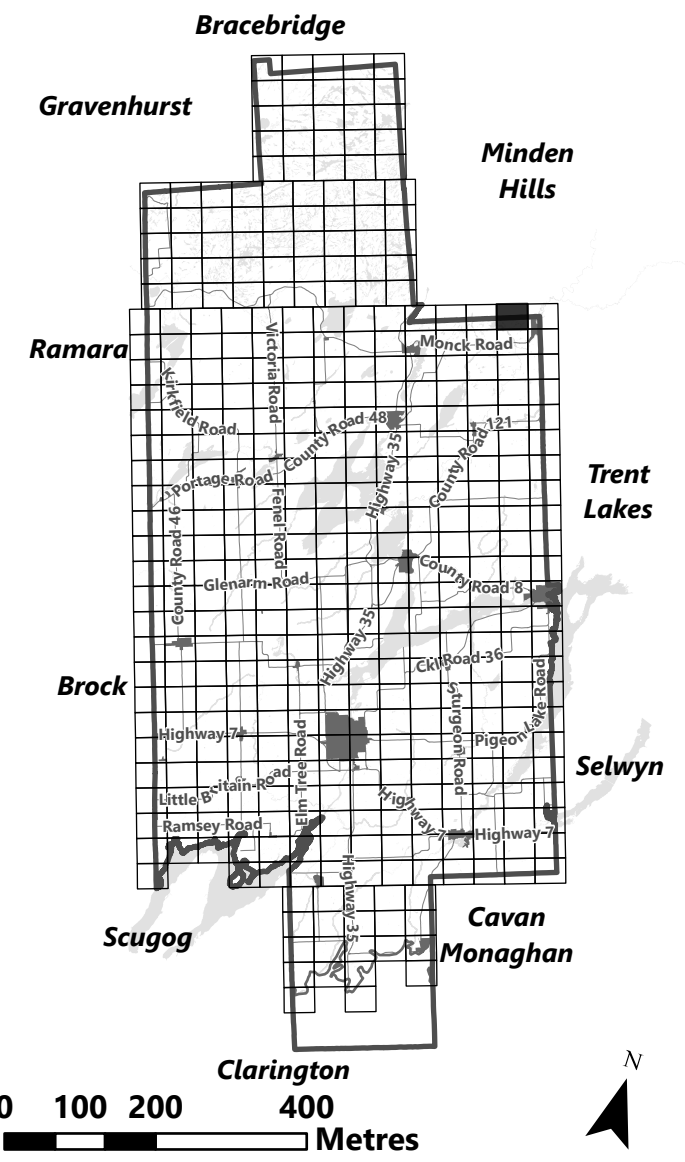 Bracebridge
Gravenhurst
Minden
Hills
Ramara
Monck Road
Victoria Road
Kirkfield Road
County Road 48
Highway 35
County Road 121
Portage Road
Trent
Lakes
Fenel Road
County Road 46
Glenarm Road
County Road 8
Highway 35
Ckl Road 36
Brock
Sturgeon Road
Pigeon Lake Road
Highway 7
Elm Tree Road
Selwyn
Little Britain Road
Highway 7
Ramsey Road
Highway 7
Highway 35
Scugog
Cavan
Monaghan
Clarington
N
0 100 200 400
Metres